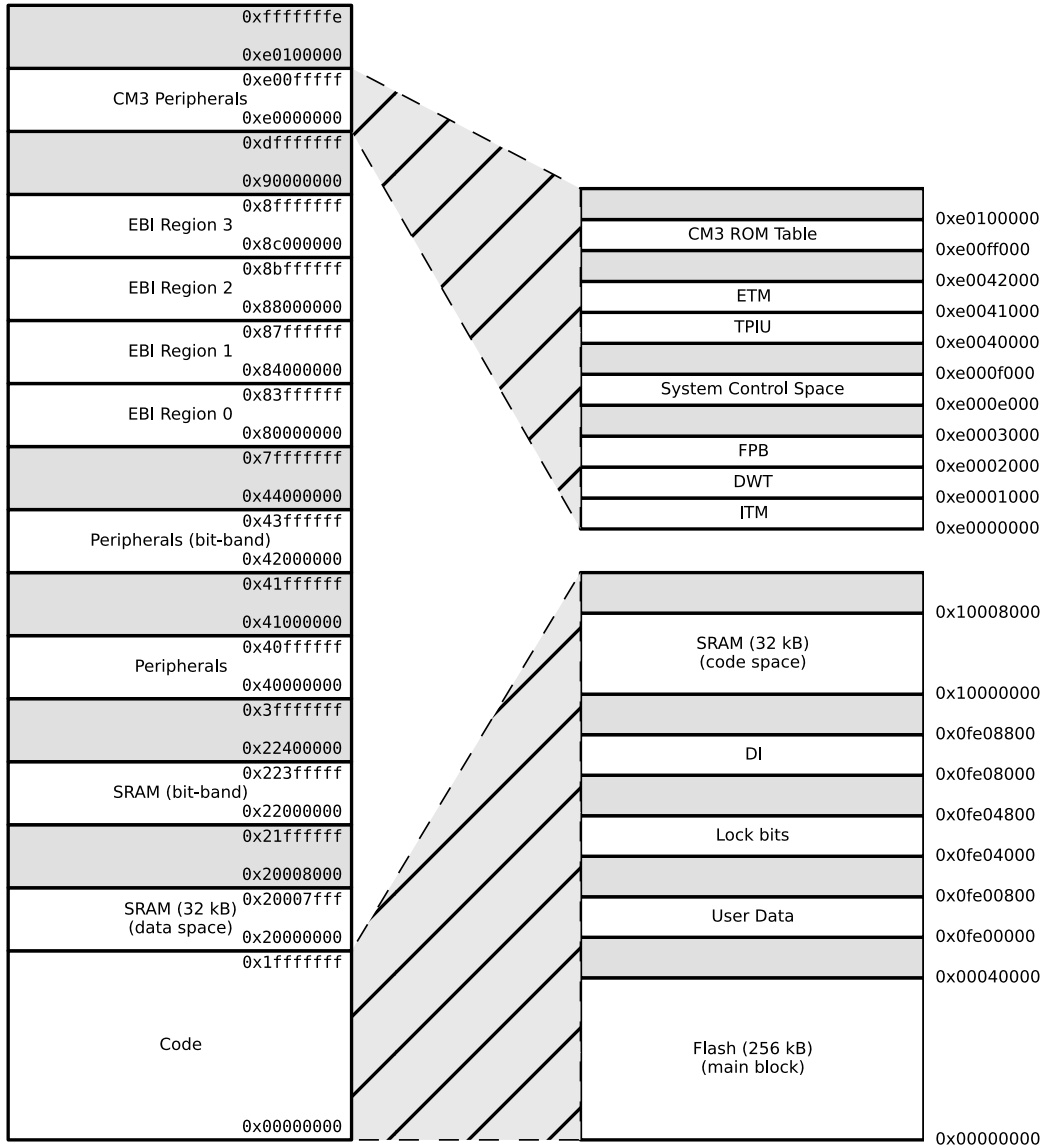 0xfffffffe
0xe0100000
0xe00fffff
CM3 Peripherals
0xe0000000
0xdfffffff
0x90000000
0x8fffffff
EBI Region 3
0x8c000000
0x8bffffff
EBI Region 2
0x88000000
0x87ffffff
EBI Region 1
0x84000000
0x83ffffff
EBI Region 0
0x80000000
0x7fffffff
0x44000000
0x43ffffff
Peripherals (bit-band)
0x42000000
0x41ffffff
0x41000000
0x40ffffff
Peripherals
0x40000000
0x3fffffff
0x22400000
0x223fffff
SRAM (bit-band)
0x22000000
0x21ffffff
0x20008000
0x20007fff
SRAM (32 kB)
(data space)
0x20000000
0x1fffffff
Code
0x00000000
0xe0100000
CM3 ROM Table
0xe00ff000
0xe0042000
ETM
0xe0041000
TPIU
0xe0040000
0xe000f000
System Control Space
0xe000e000
0xe0003000
FPB
0xe0002000
DWT
0xe0001000
ITM
0xe0000000
0x10008000
SRAM (32 kB)
(code space)
0x10000000
0x0fe08800
DI
0x0fe08000
0x0fe04800
Lock bits
0x0fe04000
0x0fe00800
User Data
0x0fe00000
0x00040000
Flash (256 kB)
(main block)
0x00000000